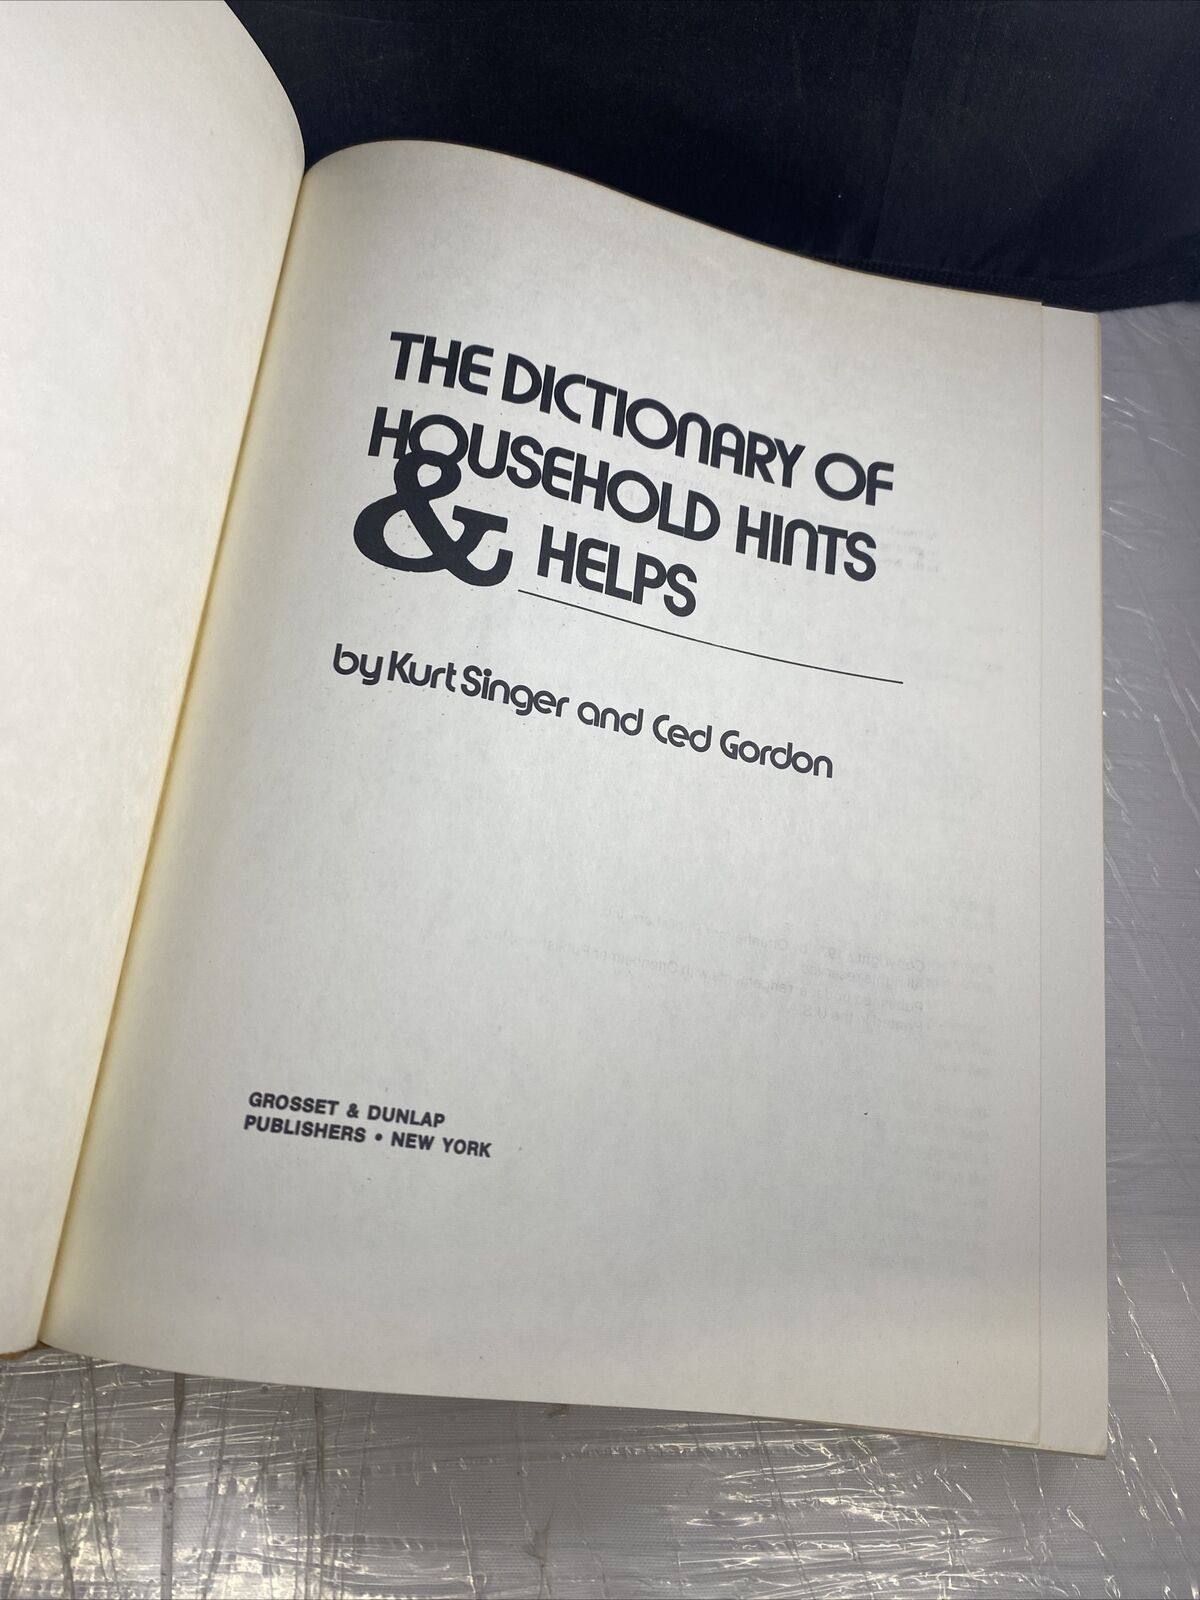 THE DICTIONARY OF
HOUSEHOLD HINTS
& HELPS
by Kurt Singer and Ced Gordon
GROSSET & DUNLAP
PUBLISHERS • NEW YORK